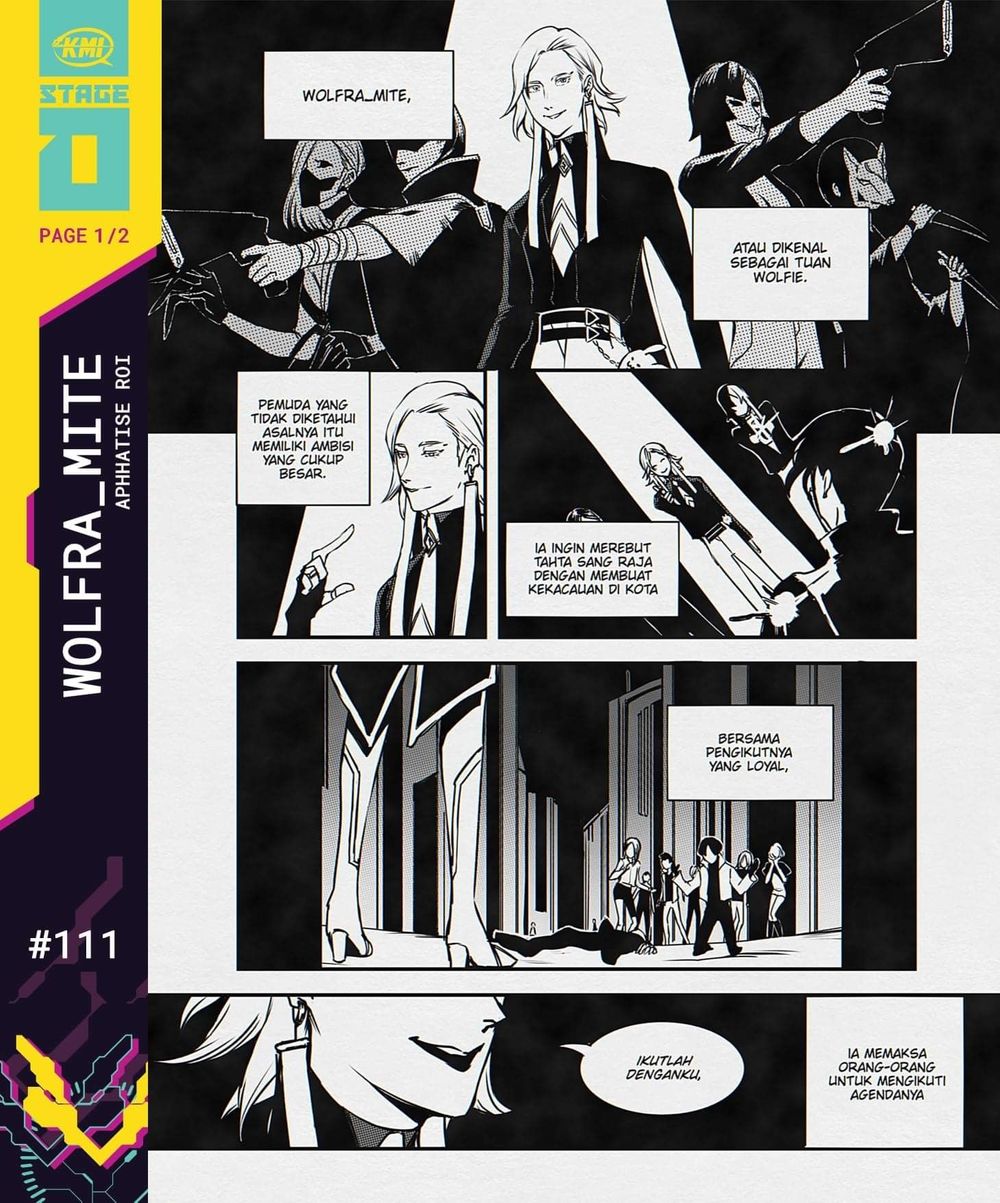 KMI
STAGE
0
PAGE 1/2
WOLFRA_MITE
APHHATISE ROI
#111
WOLFRA_MITE,
ATAU DIKENAL
SEBAGAI TUAN
WOLFIE.
PEMUDA YANG
TIDAK DIKETAHUI
ASALNYA ITU
MEMILIKI AMBISI
YANG CUKUP
BESAR.
IA INGIN MEREBUT
TAHTA SANG RAJA
DENGAN MEMBUAT
KEKACAUAN DI KOTA
BERSAMA
PENGIKUTNYA
YANG LOYAL,
IKUTLAH
DENGANKU,
IA MEMAKSA
ORANG-ORANG
UNTUK MENGIKUTI
AGENDANYA